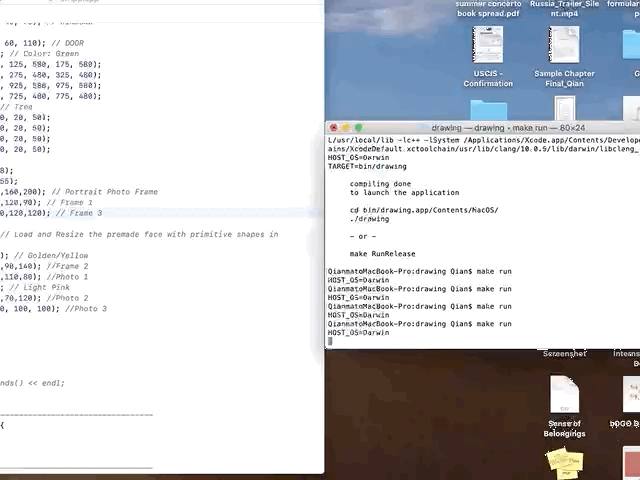 60, 110); // DOOR
; // Color: Green
, 125, 580, 175, 580);
, 275, 480, 325, 480);
, 925, 586, 975, 580);
, 725, 480, 775, 480);
// Tree
0, 20, 50);
0, 20, 50);
0, 20, 50);
8);
55);
,160,200); // Portrait Photo Frame
,120,90); // Frame 1
0,120,120); // Frame 3
// Load and Resize the premade face with primitive shapes in
); // Golden/Yellow
,90,140); //Frame 2
,110,80); //Photo 1
; // Light Pink
,70,120); //Photo 2
0, 100, 100); //Photo 3
nds() << endl;
{
summer concerto
book spread.pdf
Russia_Trailer_Sile
nt.mp4
formular
USCIS -
Confirmation
Sample Chapter
Final_Qian
drawing — drawing • make run — 80×24
L/usr/local/lib -lc++ -lSystem /Applications/Xcode.app/Contents/Develope
ains/XcodeDefault.xctoolchain/usr/lib/clang/10.0.5/lib/darwin/libclang_
HOST_OS=Darwin
TARGET=bin/drawing
compiling done
to launch the application
cd bin/drawing.app/Contents/MacOS/
./drawing
- or -
make RunRelease
QianmatoMacBook-Pro:drawing Qian$ make run
HOST_OS=Darwin
QianmatoMacBook-Pro:drawing Qian$ make run
HOST_OS=Darwin
QianmatoMacBook-Pro:drawing Qian$ make run
HOST_OS=Darwin
QianmatoMacBook-Pro:drawing Qian$ make run
HOST_OS=Darwin
Screenshot
Interns
Sense of
Belongings